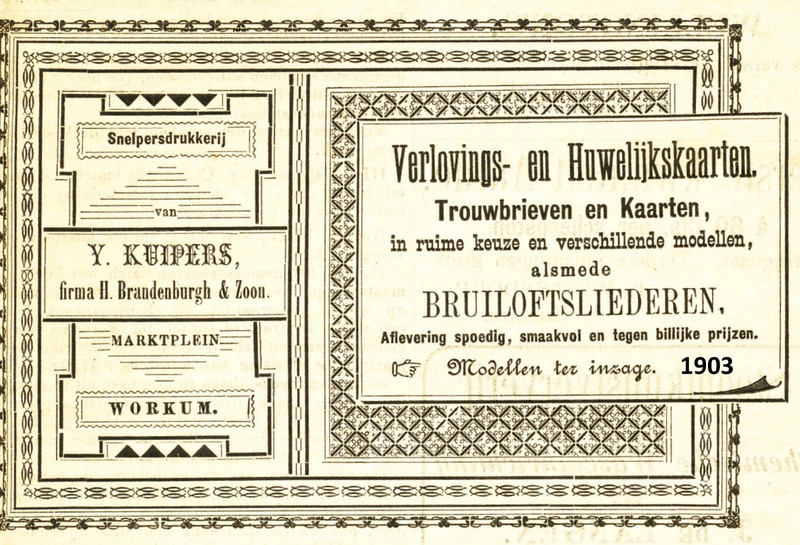 Snelpersdrukkerij
van
Y. KUIPERS,
firma H. Brandenburgh & Zoon.
MARKTPLEIN
WORKUM.
Verlovings- en Huwelijkskaarten.
Trouwbrieven en Kaarten,
in ruime keuze en verschillende modellen,
alsmede
BRUILOFTSLIEDEREN,
Aflevering spoedig, smaakvol en tegen billijke prijzen.
☞ Modellen ter inzage. 1903